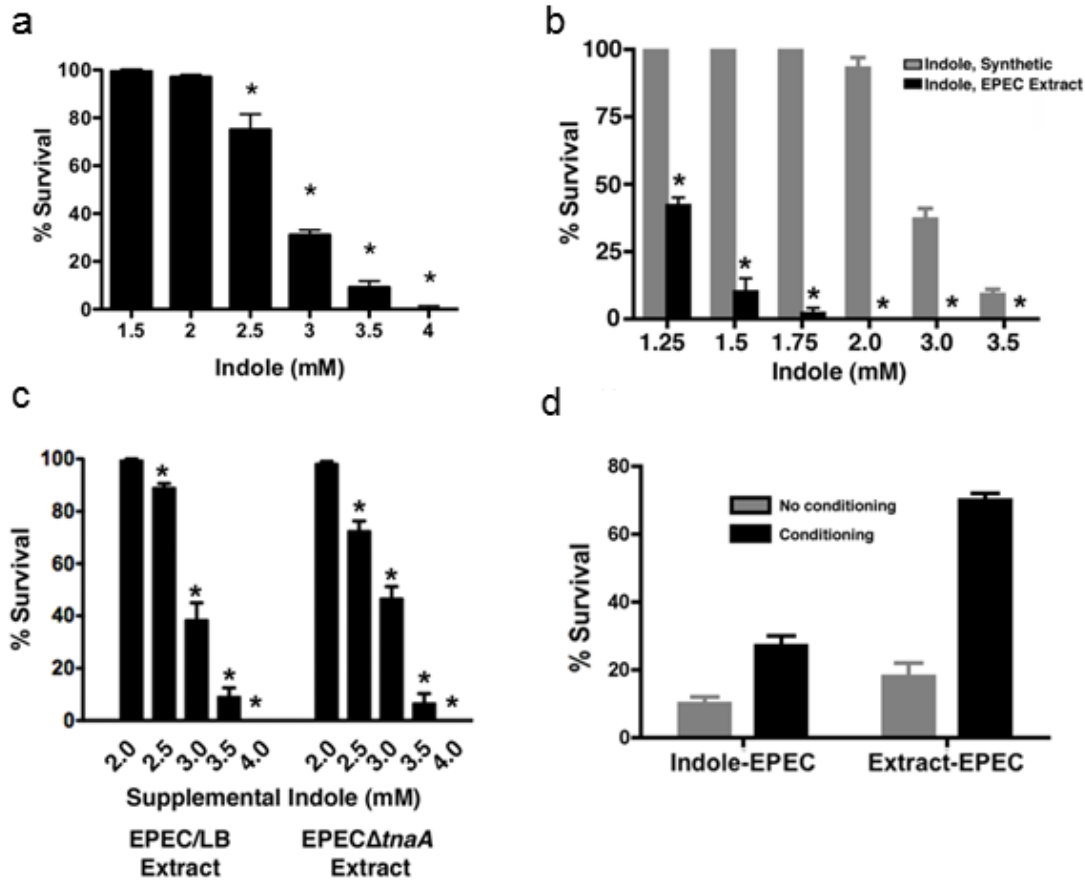 a
100
80
60
40
20
0
% Survival
* * * *
1.5 2 2.5 3 3.5 4
Indole (mM)
b
100
75
50
25
0
% Survival
Indole, Synthetic
Indole, EPEC Extract
* * * * * *
1.25 1.5 1.75 2.0 3.0 3.5
Indole (mM)
c
100
80
60
40
20
0
% Survival
* * * * * * * *
2.0 2.5 3.0 3.5 4.0 2.0 2.5 3.0 3.5 4.0
Supplemental Indole (mM)
EPEC/LB
Extract
EPECΔtnaA
Extract
d
80
60
40
20
0
% Survival
No conditioning
Conditioning
Indole-EPEC Extract-EPEC